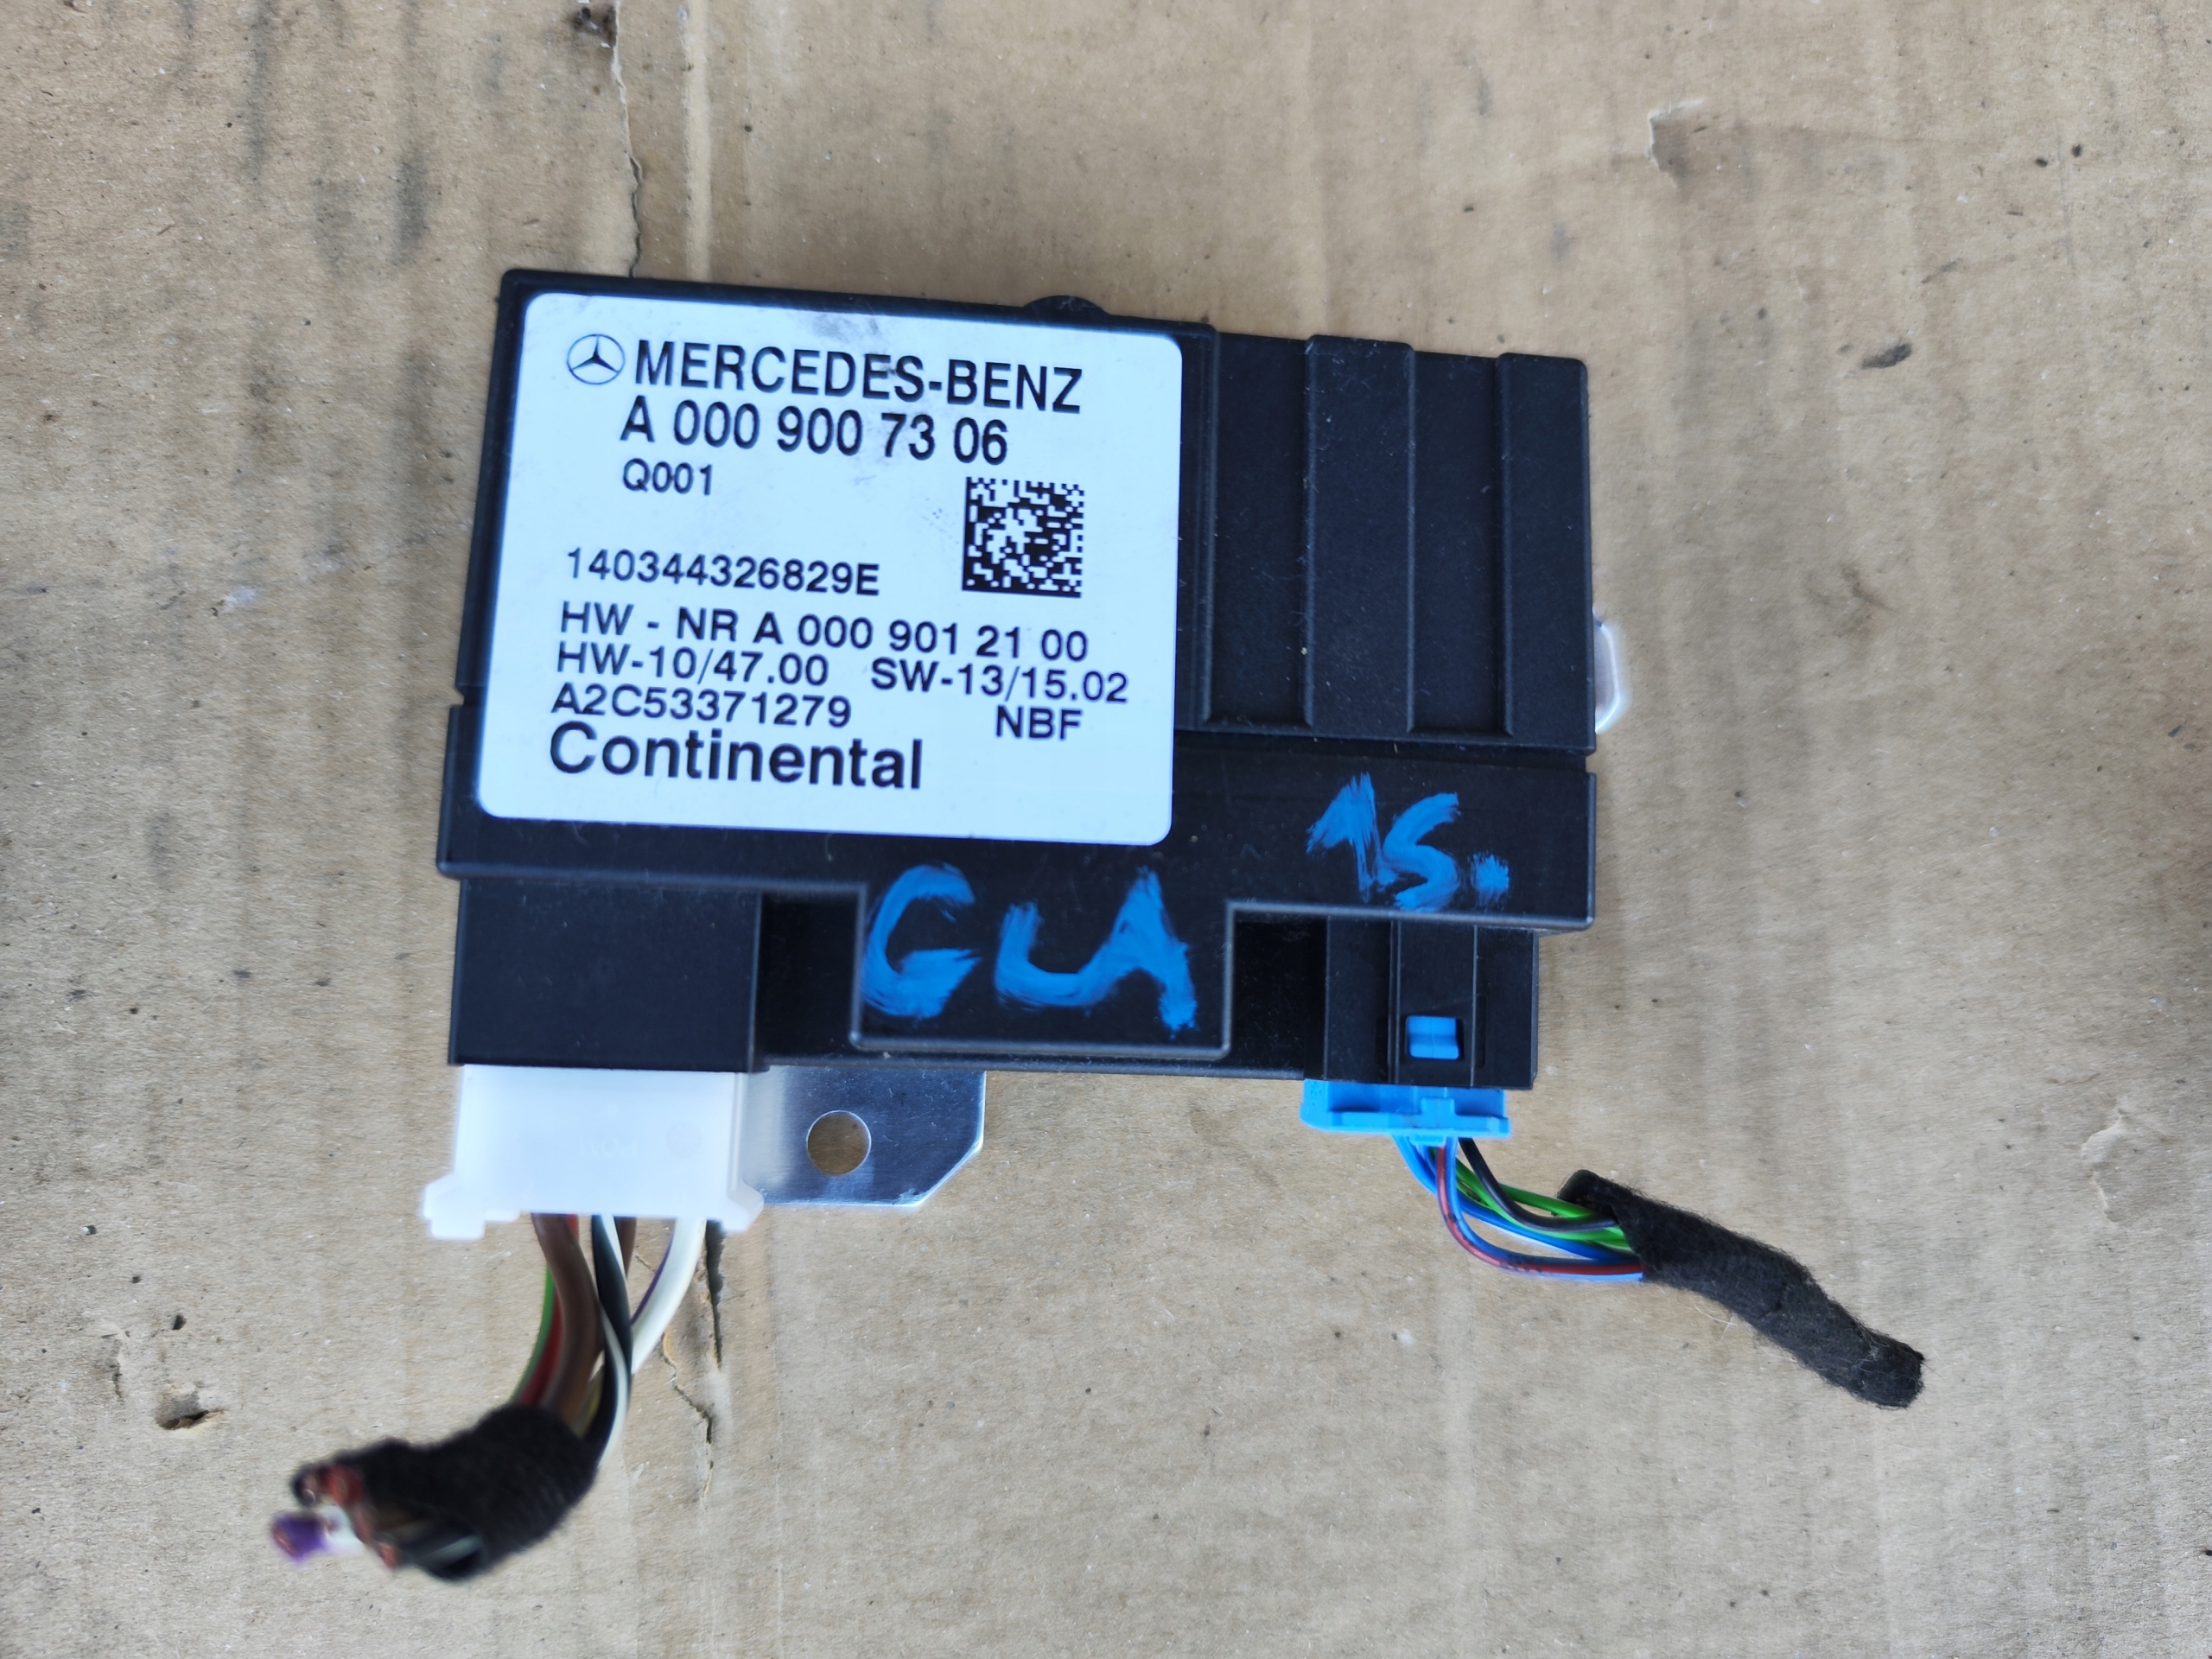 MERCEDES-BENZ
A 000 900 73 06
Q001
140344326829E
HW - NR A 000 901 21 00
HW-10/47.00 SW-13/15.02
A2C53371279 NBF
Continental
15.
GLA